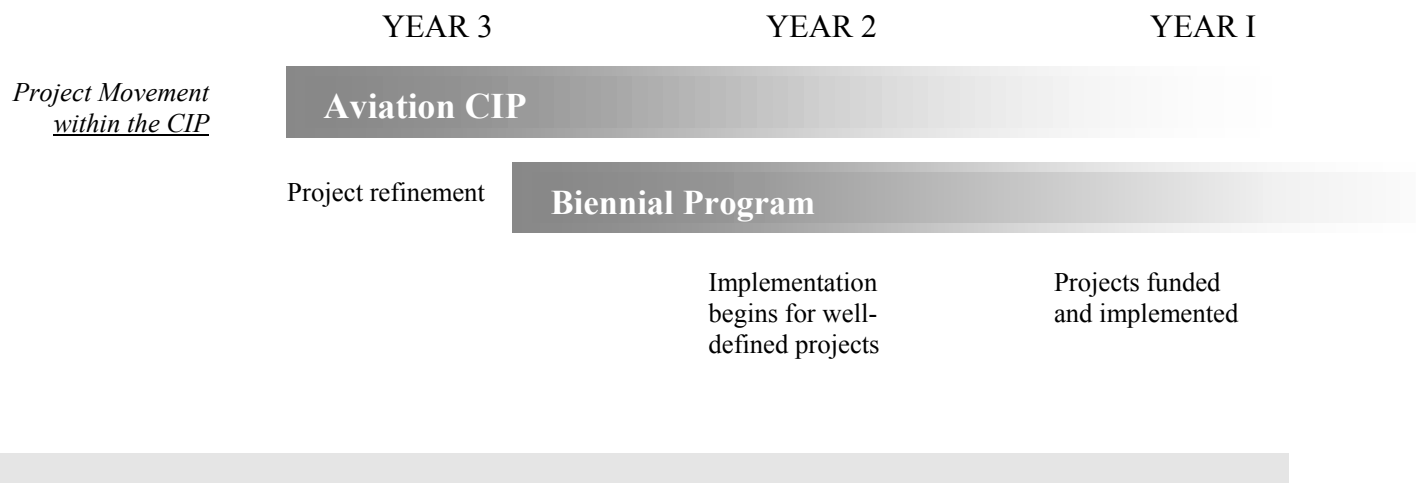 YEAR 3 YEAR 2 YEAR I
Project Movement
within the CIP
Aviation CIP
Project refinement
Biennial Program
Implementation
begins for well-
defined projects
Projects funded
and implemented